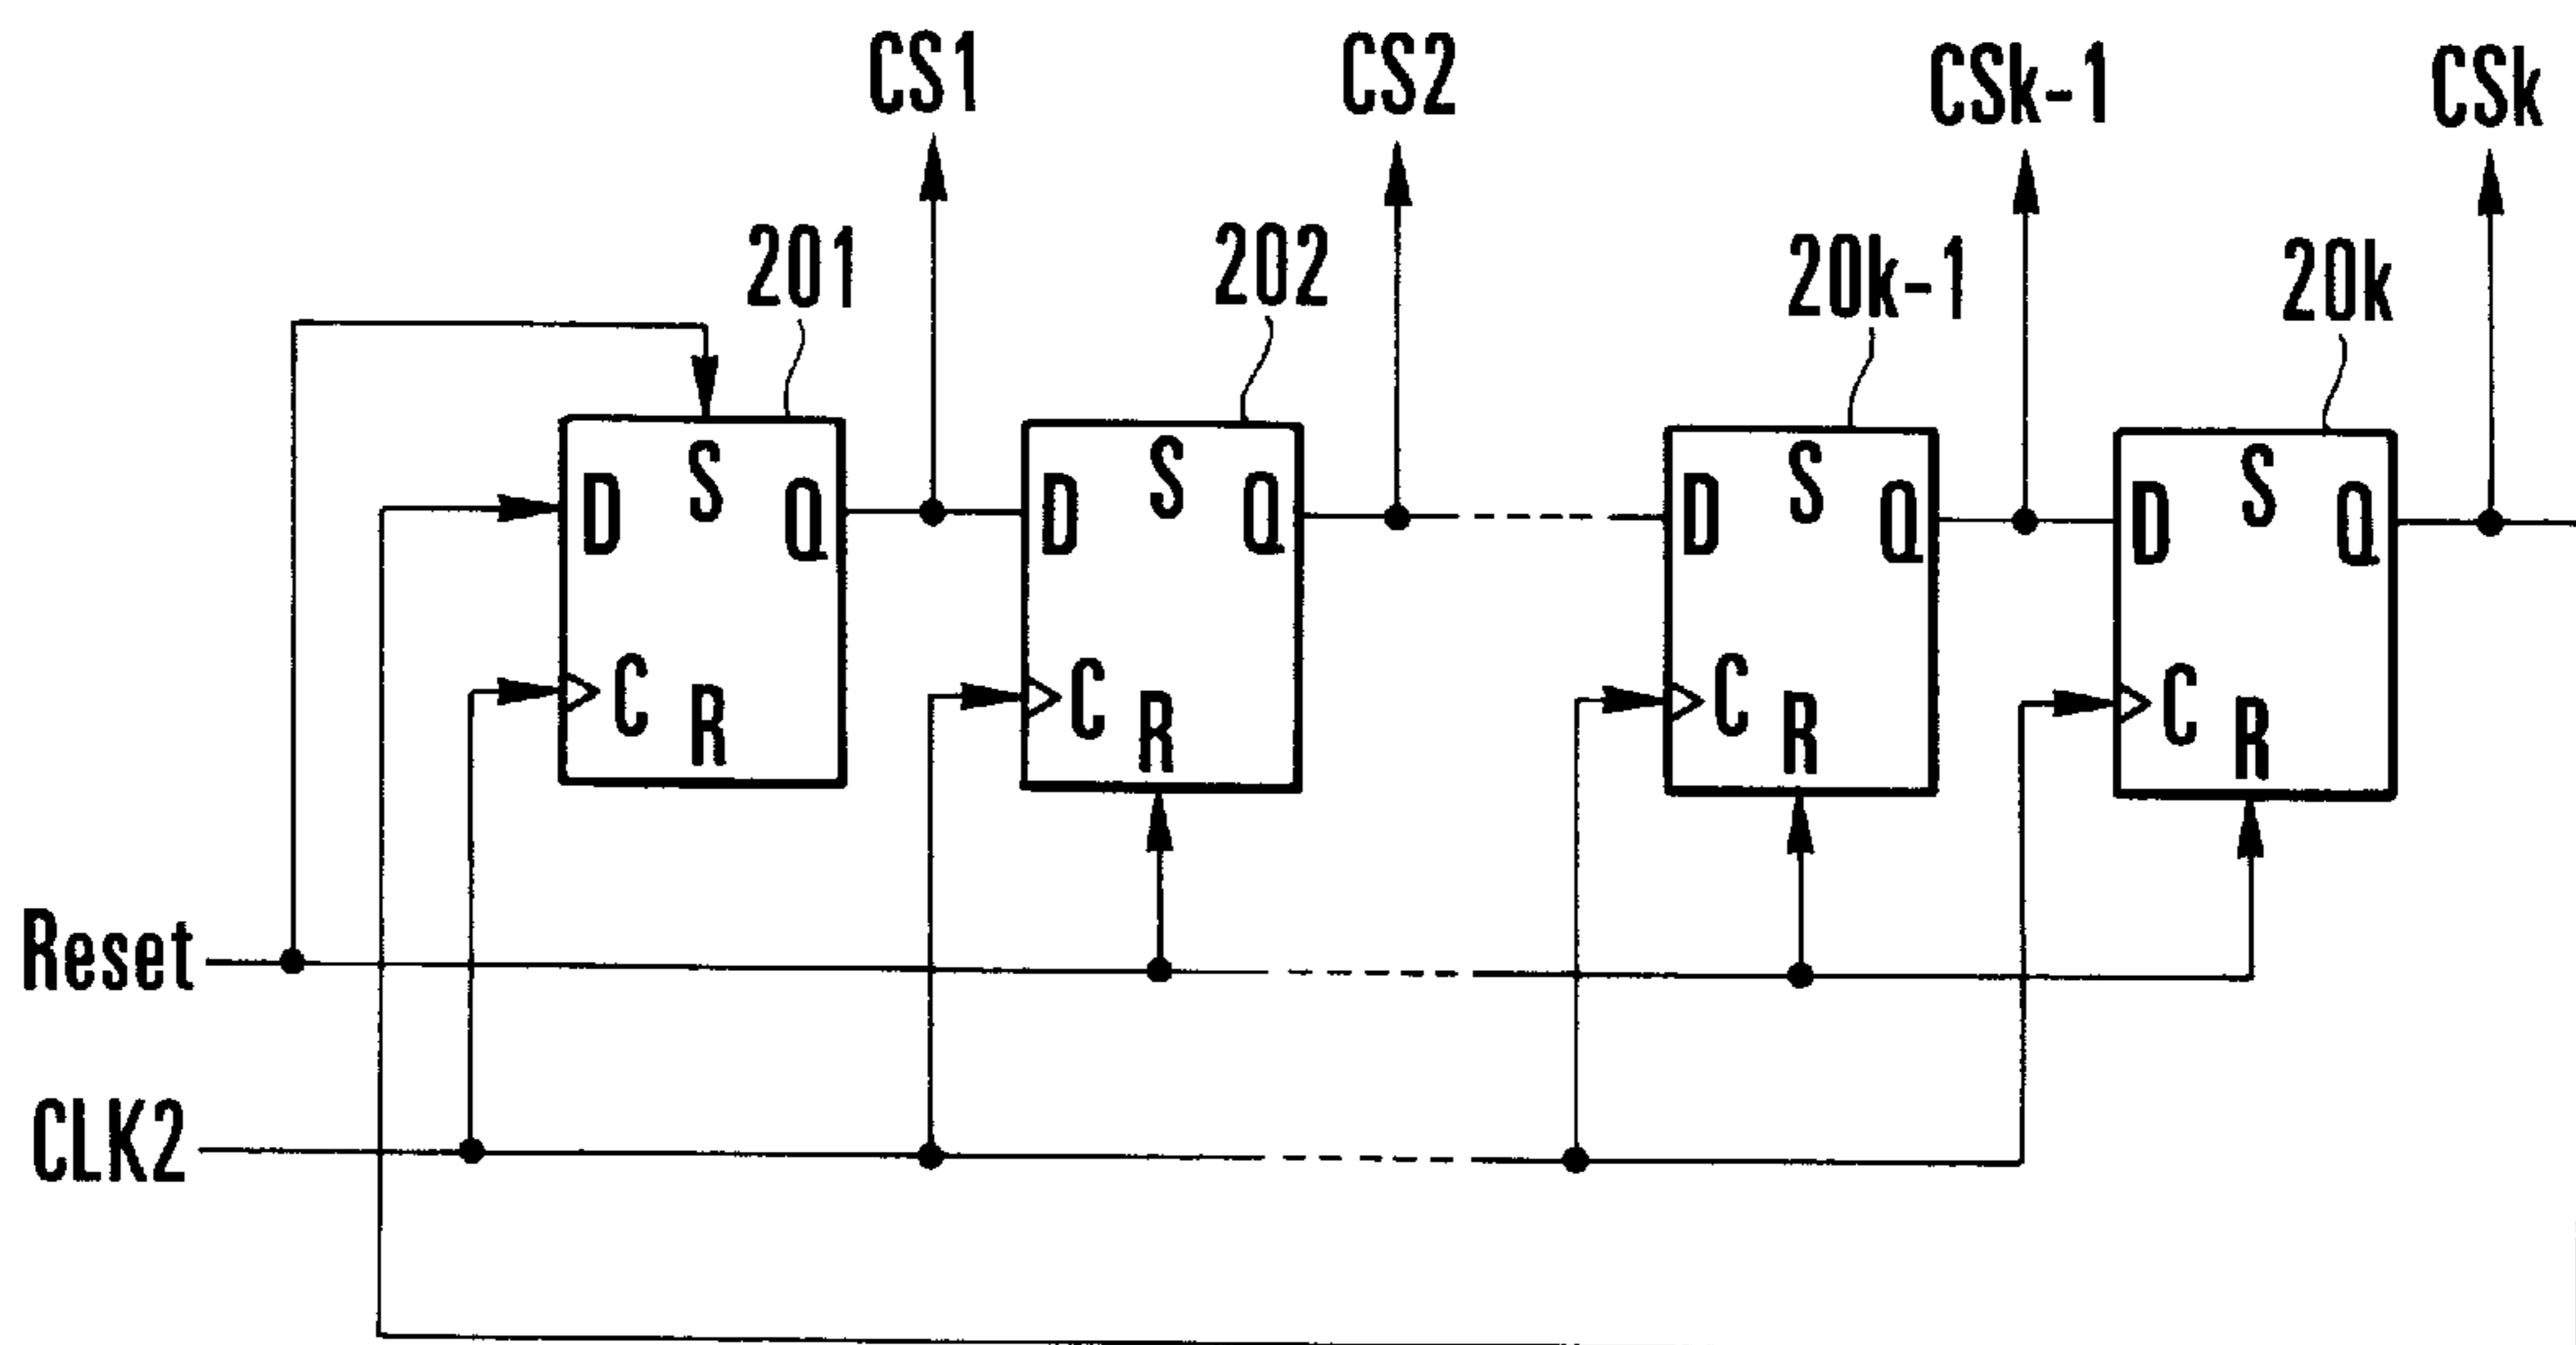 CS1 CS2 CSk-1 CSk
201 202 20k-1 20k
D S Q D S Q D S Q D S Q
C R C R C R C R
Reset
CLK2